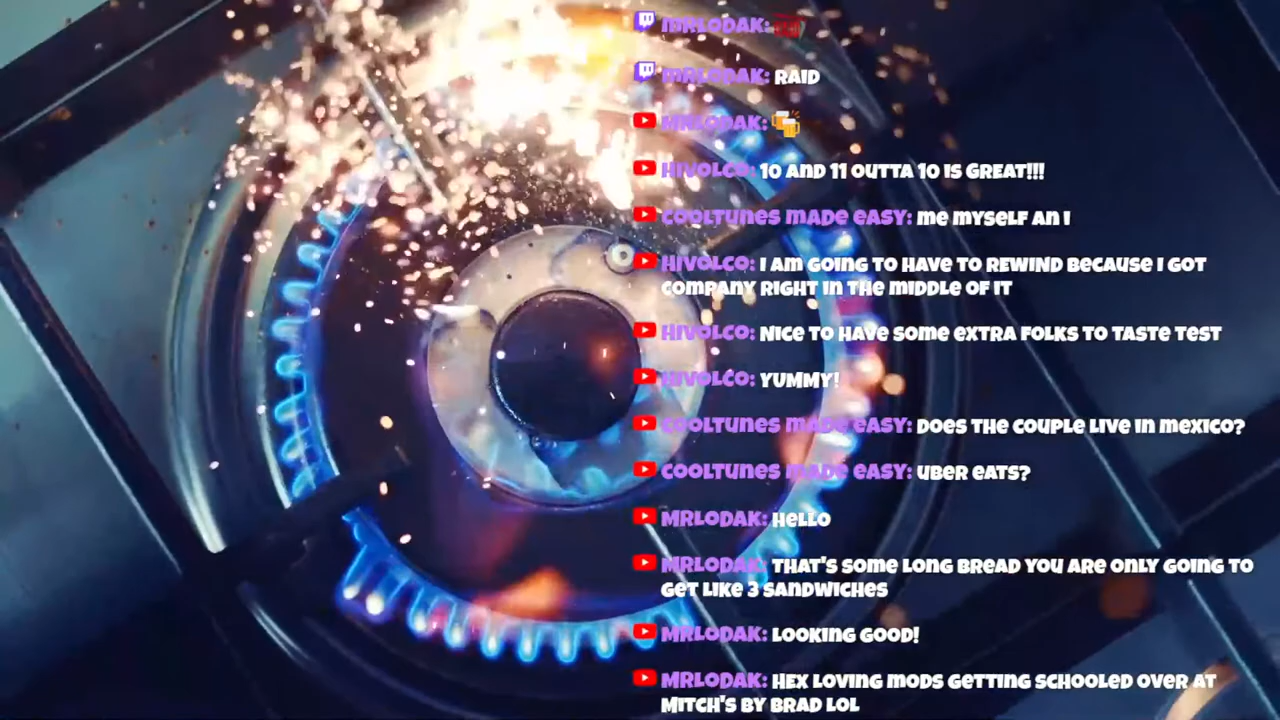 MRLODAK:
MRLODAK: RAID
MRLODAK:
HIVOLCO: 10 AND 11 OUTTA 10 IS GREAT!!!
COOLTUNES MADE EASY: ME MYSELF AN I
HIVOLCO: I AM GOING TO HAVE TO REWIND BECAUSE I GOT
COMPANY RIGHT IN THE MIDDLE OF IT
HIVOLCO: NICE TO HAVE SOME EXTRA FOLKS TO TASTE TEST
HIVOLCO: YUMMY!
COOLTUNES MADE EASY: DOES THE COUPLE LIVE IN MEXICO?
COOLTUNES MADE EASY: UBER EATS?
MRLODAK: HELLO
MRLODAK: THAT'S SOME LONG BREAD YOU ARE ONLY GOING TO
GET LIKE 3 SANDWICHES
MRLODAK: LOOKING GOOD!
MRLODAK: HEX LOVING MODS GETTING SCHOOLED OVER AT
MITCH'S BY BRAD LOL